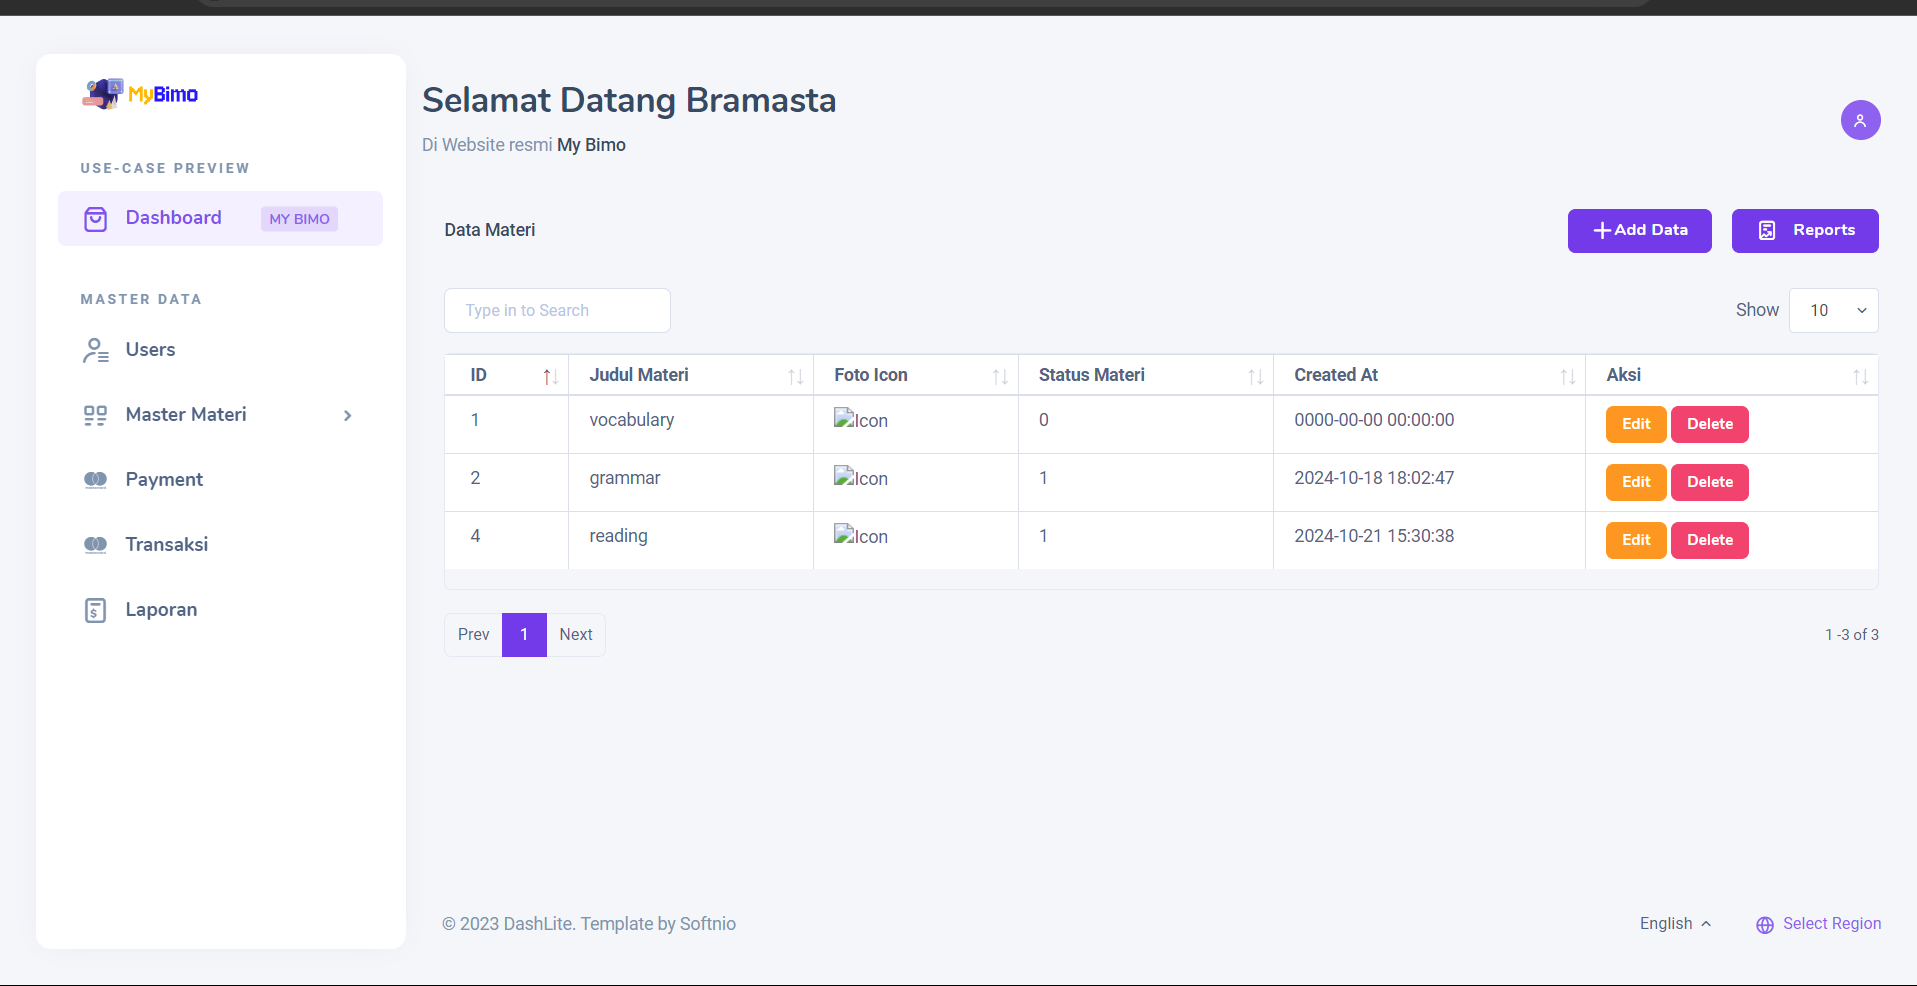 MyBimo
USE-CASE PREVIEW
Dashboard MY BIMO
MASTER DATA
Users
Master Materi
Payment
Transaksi
Laporan
Selamat Datang Bramasta
Di Website resmi My Bimo
Data Materi
Add Data
Reports
Type in to Search
Show 10
ID Judul Materi Foto Icon Status Materi Created At Aksi
1 vocabulary Icon 0 0000-00-00 00:00:00 Edit Delete
2 grammar Icon 1 2024-10-18 18:02:47 Edit Delete
4 reading Icon 1 2024-10-21 15:30:38 Edit Delete
Prev 1 Next
1 -3 of 3
© 2023 DashLite. Template by Softnio
English
Select Region